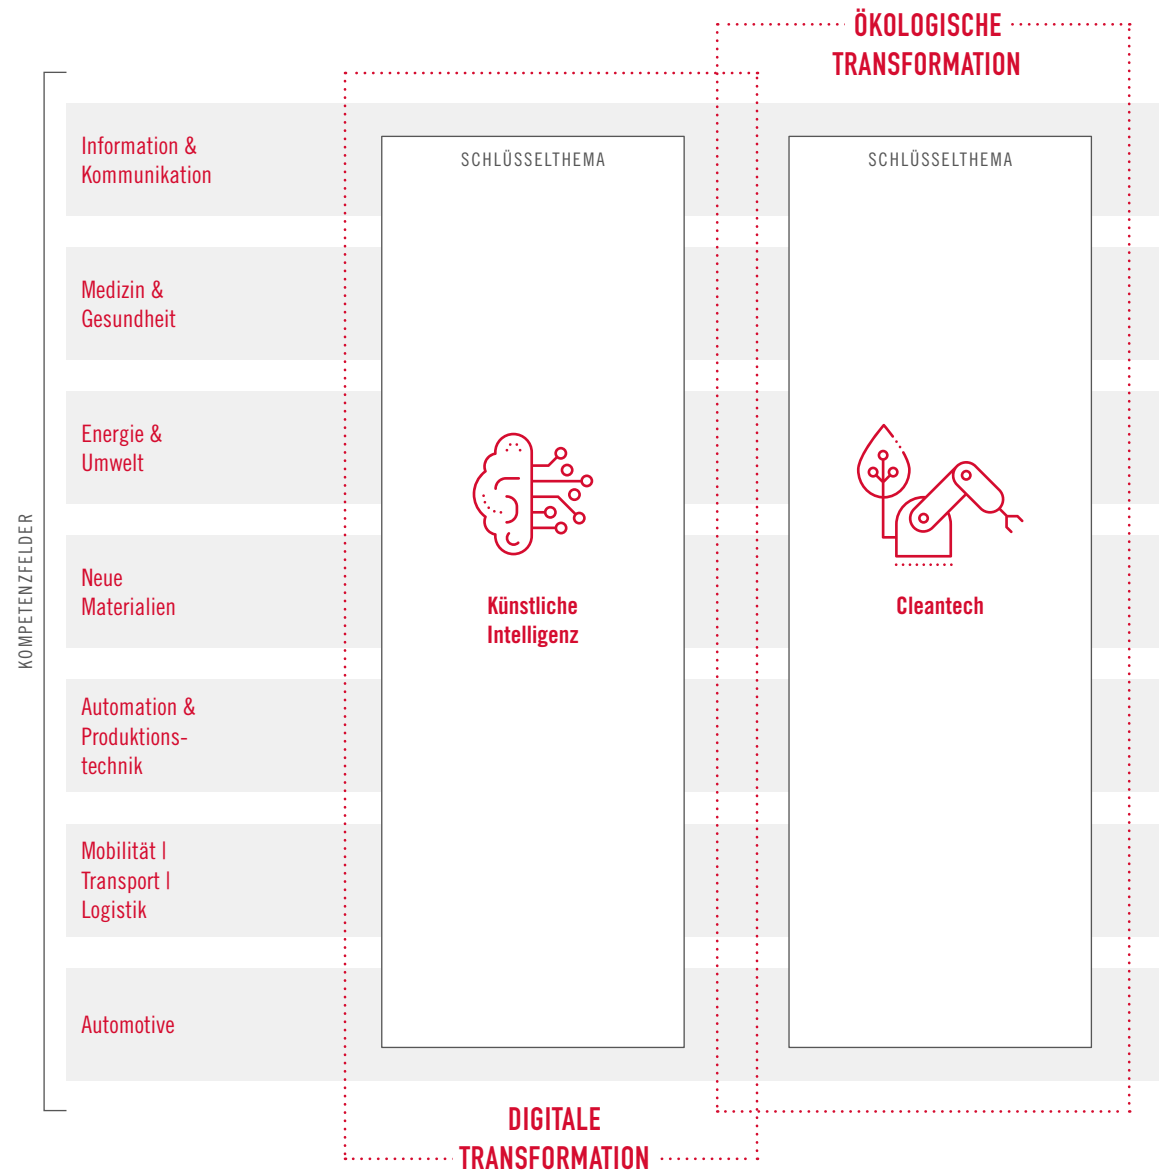 ÖKOLOGISCHE
TRANSFORMATION
KOMPETENZFELDER
Information &
Kommunikation
Medizin &
Gesundheit
Energie &
Umwelt
Neue
Materialien
Automation &
Produktions-
technik
Mobilität |
Transport |
Logistik
Automotive
SCHLÜSSELTHEMA
Künstliche
Intelligenz
SCHLÜSSELTHEMA
Cleantech
DIGITALE
TRANSFORMATION